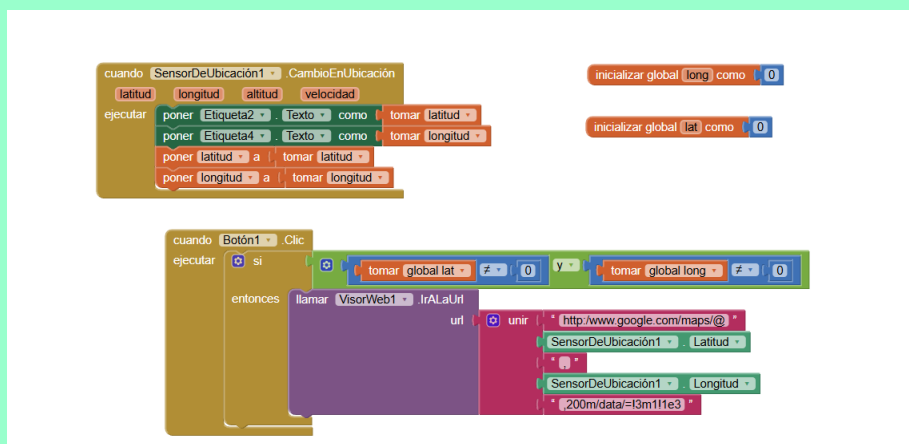 cuando SensorDeUbicación1 .CambioEnUbicación
latitud longitud altitud velocidad
ejecutar poner Etiqueta2 . Texto como tomar latitud
poner Etiqueta4 . Texto como tomar longitud
poner latitud a tomar latitud
poner longitud a tomar longitud
inicializar global long como 0
inicializar global lat como 0
cuando Botón1 .Clic
ejecutar si tomar global lat ≠ 0 y tomar global long ≠ 0
entonces llamar VisorWeb1 .IrALaUrl
url unir " http:/www.google.com/maps/@ "
SensorDeUbicación1 . Latitud
" , "
SensorDeUbicación1 . Longitud
" ,200m/data/=!3m1!1e3 "